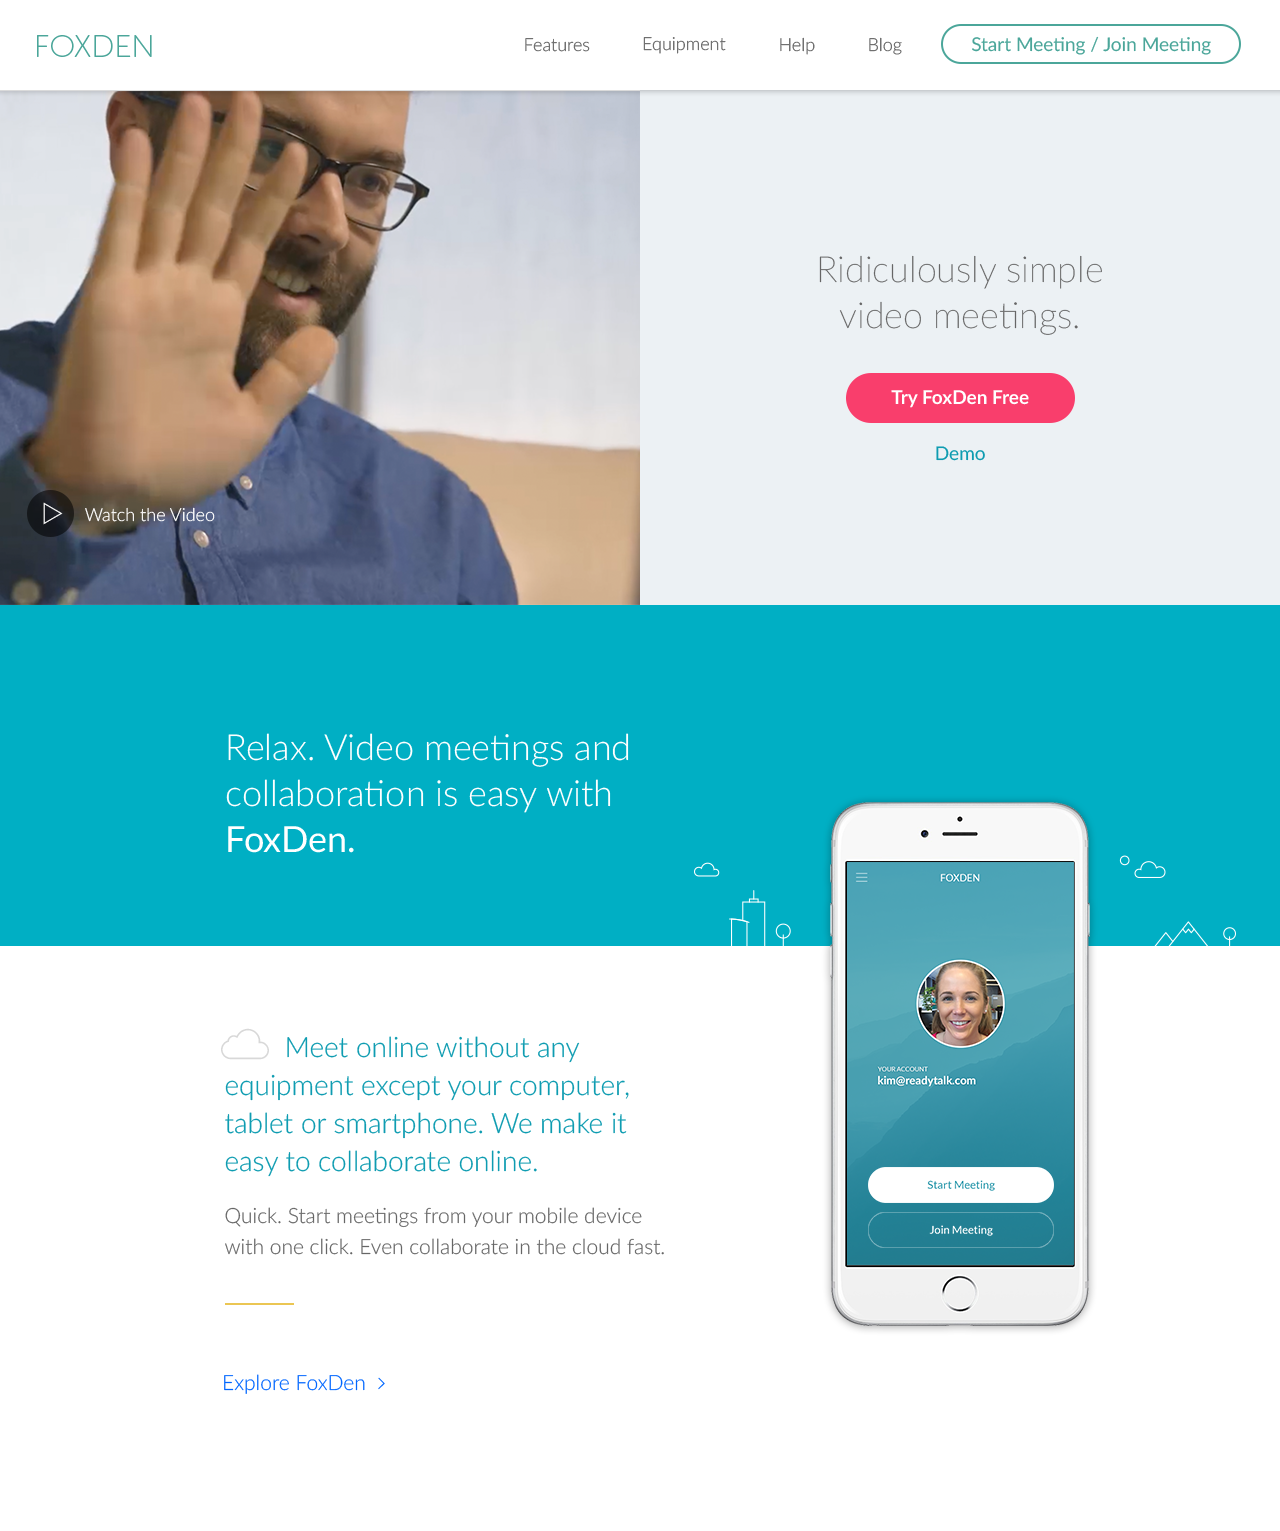 FOXDEN
Features
Equipment
Help
Blog
Start Meeting / Join Meeting
Ridiculously simple
video meetings.
Try FoxDen Free
Demo
Watch the Video
Relax. Video meetings and
collaboration is easy with
FoxDen.
FOXDEN
YOUR ACCOUNT
kim@readytalk.com
Start Meeting
Join Meeting
Meet online without any
equipment except your computer,
tablet or smartphone. We make it
easy to collaborate online.
Quick. Start meetings from your mobile device
with one click. Even collaborate in the cloud fast.
Explore FoxDen >